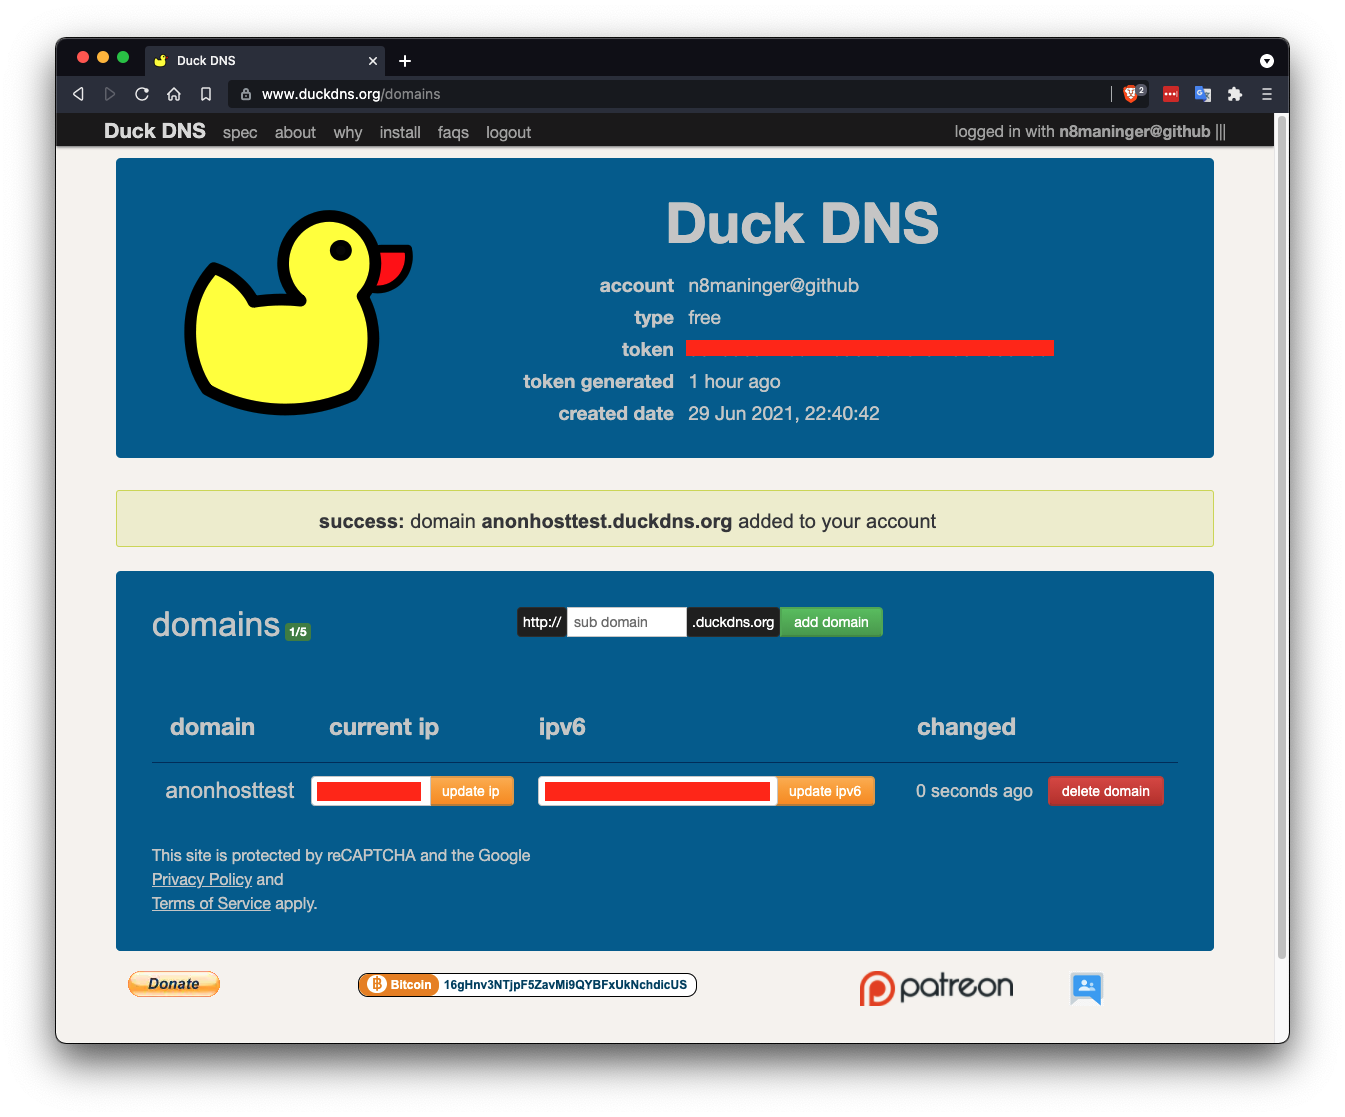 Duck DNS
www.duckdns.org/domains
2
Duck DNS spec about why install faqs logout logged in with n8maninger@github |||
Duck DNS
account n8maninger@github
type free
token
token generated 1 hour ago
created date 29 Jun 2021, 22:40:42
success: domain anonhosttest.duckdns.org added to your account
domains 1/5 http:// sub domain .duckdns.org add domain
domain current ip ipv6 changed
anonhosttest update ip update ipv6 0 seconds ago delete domain
This site is protected by reCAPTCHA and the Google
Privacy Policy and
Terms of Service apply.
Donate Bitcoin 16gHnv3NTjpF5ZavMi9QYBFxUkNchdicUS patreon